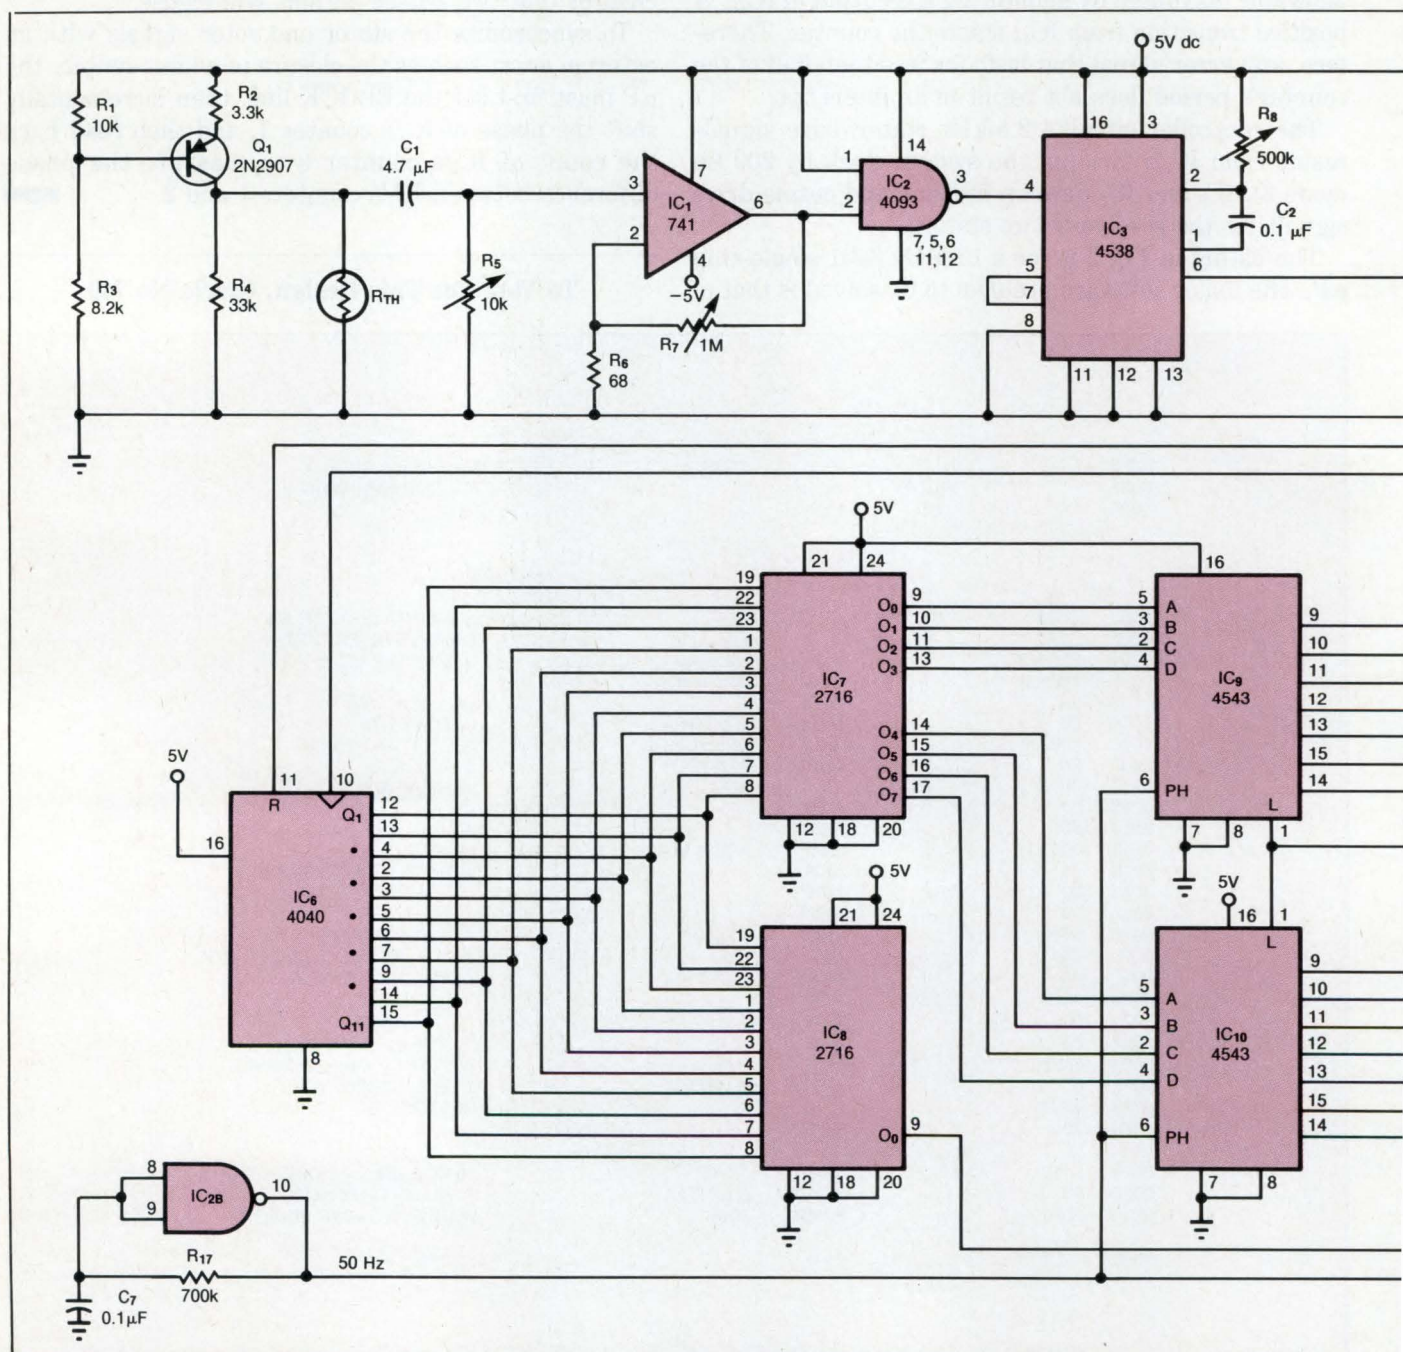 5V dc
R1
10k
R2
3.3k
Q1
2N2907
C1
4.7 µF
R3
8.2k
R4
33k
RTH
R5
10k
3
2
7
IC1
741
6
4
−5V
R7
1M
R6
68
1
2
14
IC2
4093
3
7, 5, 6
11, 12
16
3
4
5
8
IC3
4538
2
1
6
11
12
13
R8
500k
C2
0.1 µF
5V
21
24
19
22
23
1
2
3
4
5
6
7
8
IC7
2716
O0 9
O1 10
O2 11
O3 13
O4 14
O5 15
O6 16
O7 17
12
18
20
16
5 A
3 B
2 C
4 D
IC9
4543
6 PH
L
7
8
1
9
10
11
12
13
15
14
5V
16
11
R
10
Q1
12
13
4
2
3
5
6
7
9
14
15
Q11
IC6
4040
8
5V
21
24
19
22
23
1
2
3
4
5
6
7
8
IC8
2716
O0 9
12
18
20
5V
16
1
L
5 A
3 B
2 C
4 D
IC10
4543
6 PH
7
8
9
10
11
12
13
15
14
8
9
IC2B
10
R17
700k
50 Hz
C7
0.1µF